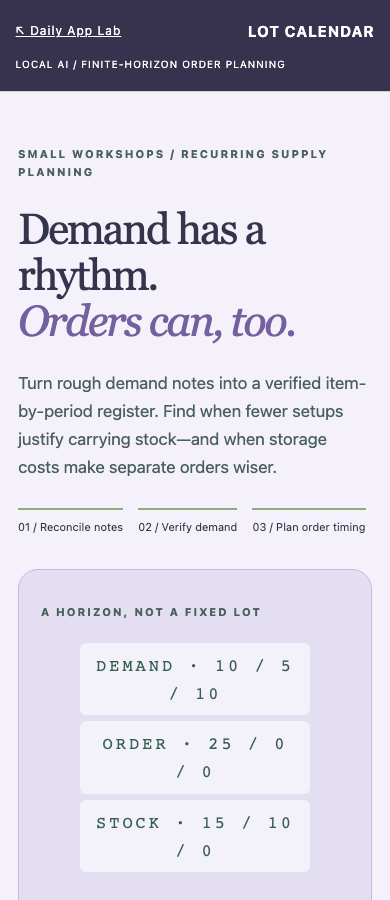 ↖ Daily App Lab
LOT CALENDAR
LOCAL AI / FINITE-HORIZON ORDER PLANNING
SMALL WORKSHOPS / RECURRING SUPPLY
PLANNING
Demand has a
rhythm.
Orders can, too.
Turn rough demand notes into a verified item-
by-period register. Find when fewer setups
justify carrying stock—and when storage
costs make separate orders wiser.
01 / Reconcile notes
02 / Verify demand
03 / Plan order timing
A HORIZON, NOT A FIXED LOT
DEMAND · 10 / 5
/ 10
ORDER · 25 / 0
/ 0
STOCK · 15 / 10
/ 0